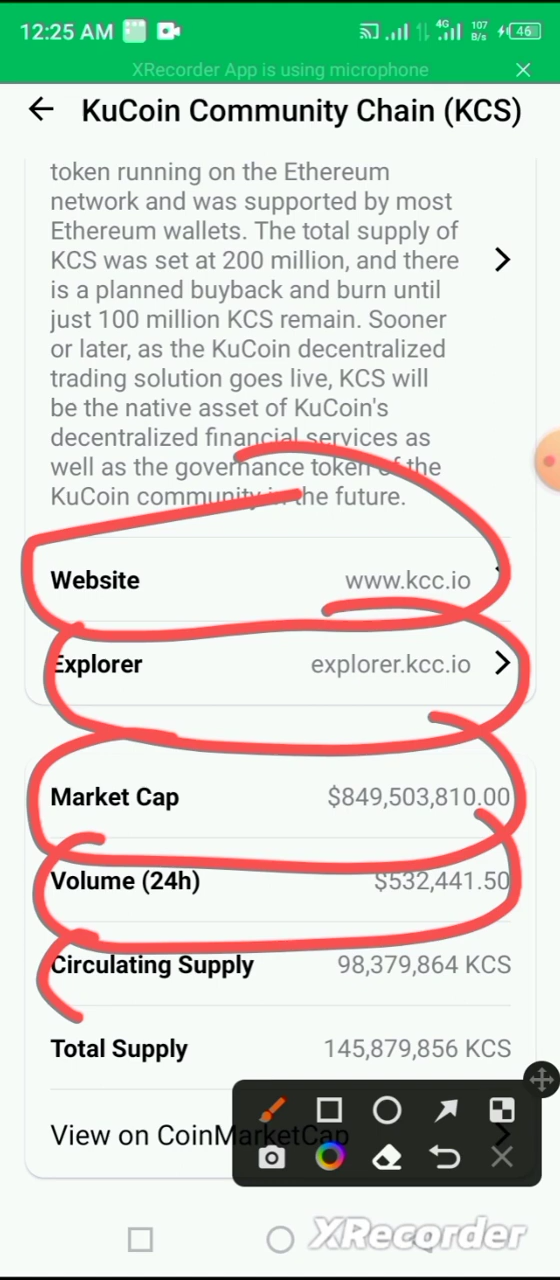 12:25 AM
4G
107
B/s
46
XRecorder App is using microphone
KuCoin Community Chain (KCS)
token running on the Ethereum
network and was supported by most
Ethereum wallets. The total supply of
KCS was set at 200 million, and there
is a planned buyback and burn until
just 100 million KCS remain. Sooner
or later, as the KuCoin decentralized
trading solution goes live, KCS will
be the native asset of KuCoin's
decentralized financial services as
well as the governance token of the
KuCoin community in the future.
Website www.kcc.io
Explorer explorer.kcc.io
Market Cap $849,503,810.00
Volume (24h) $532,441.50
Circulating Supply 98,379,864 KCS
Total Supply 145,879,856 KCS
View on CoinMarketCap
XRecorder